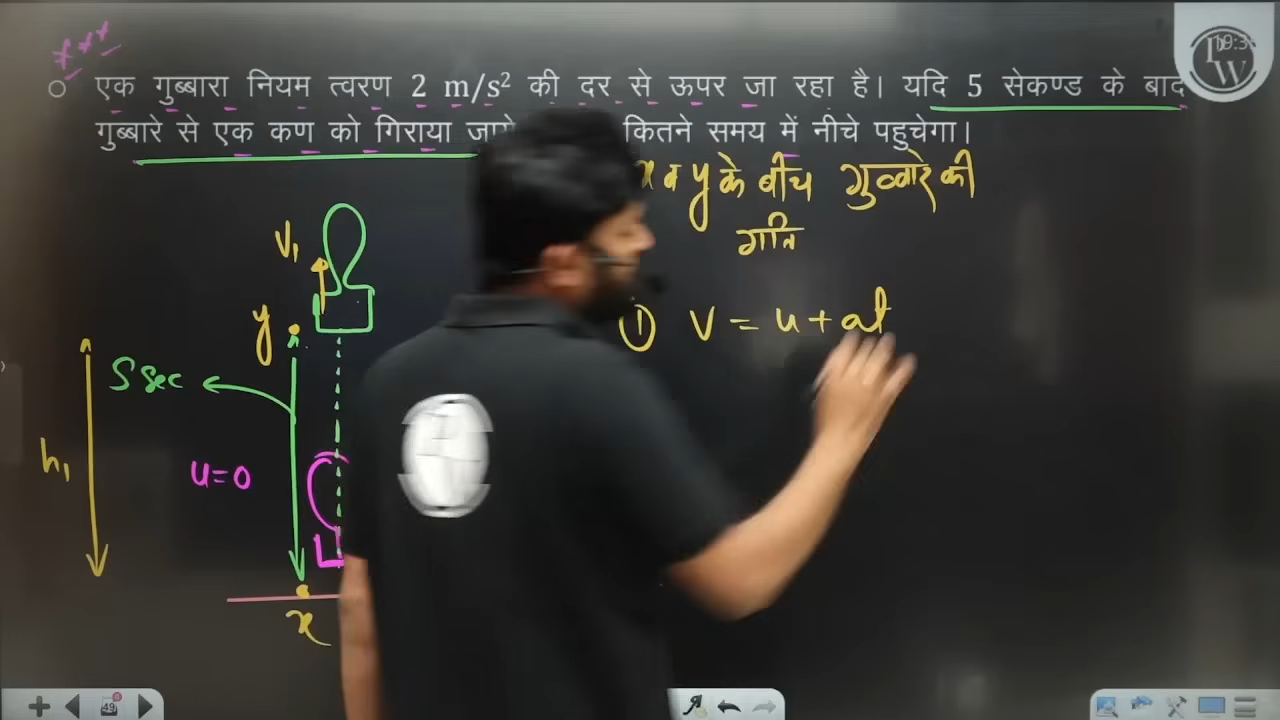 एक गुब्बारा नियम त्वरण 2 m/s² की दर से ऊपर जा रहा है। यदि 5 सेकण्ड के बाद
गुब्बारे से एक कण को गिराया जाये कितने समय में नीचे पहुचेगा।
x व y के बीच गुब्बारे की
गति
V₁
① V = u + at
y
5 sec
h₁
u=0
x
49